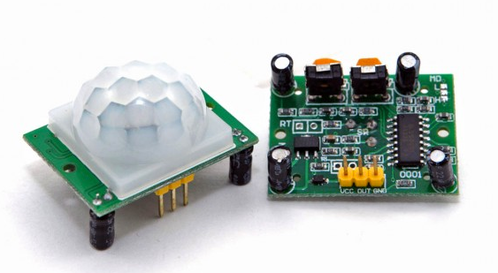 MD
RT
VCC OUT GND
0001